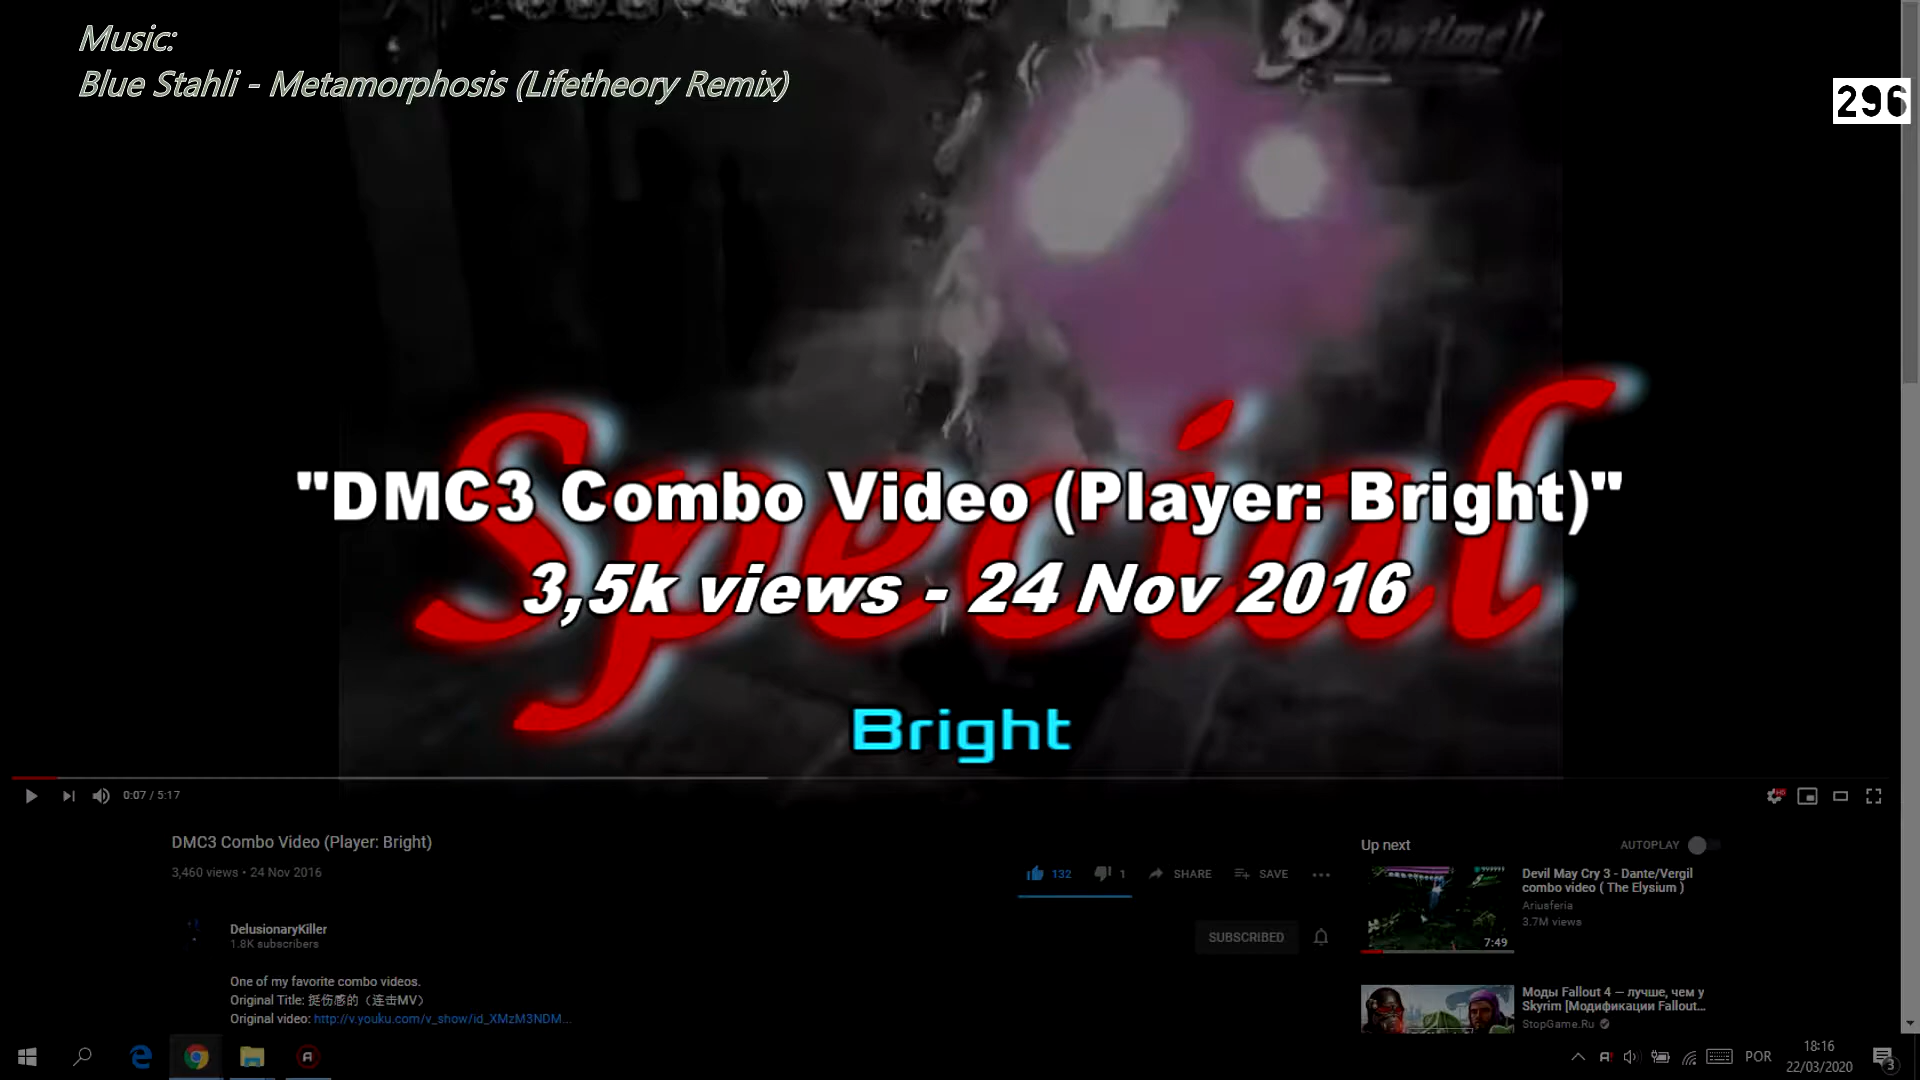 Showtime!!
Music:
Blue Stahli - Metamorphosis (Lifetheory Remix)
296
Special
"DMC3 Combo Video (Player: Bright)"
3,5k views - 24 Nov 2016
Bright
0:07 / 5:17
DMC3 Combo Video (Player: Bright)
3,460 views • 24 Nov 2016
132
1
SHARE
SAVE
DelusionaryKiller
1.8K subscribers
SUBSCRIBED
One of my favorite combo videos.
Original Title: 挺伤感的（连击MV）
Original video: http://v.youku.com/v_show/id_XMzM3NDM...
Up next
AUTOPLAY
Devil May Cry 3 - Dante/Vergil
combo video ( The Elysium )
Ariusferia
3.7M views
7:49
Моды Fallout 4 — лучше, чем у
Skyrim [Модификации Fallout...
StopGame.Ru
POR
18:16
22/03/2020
3